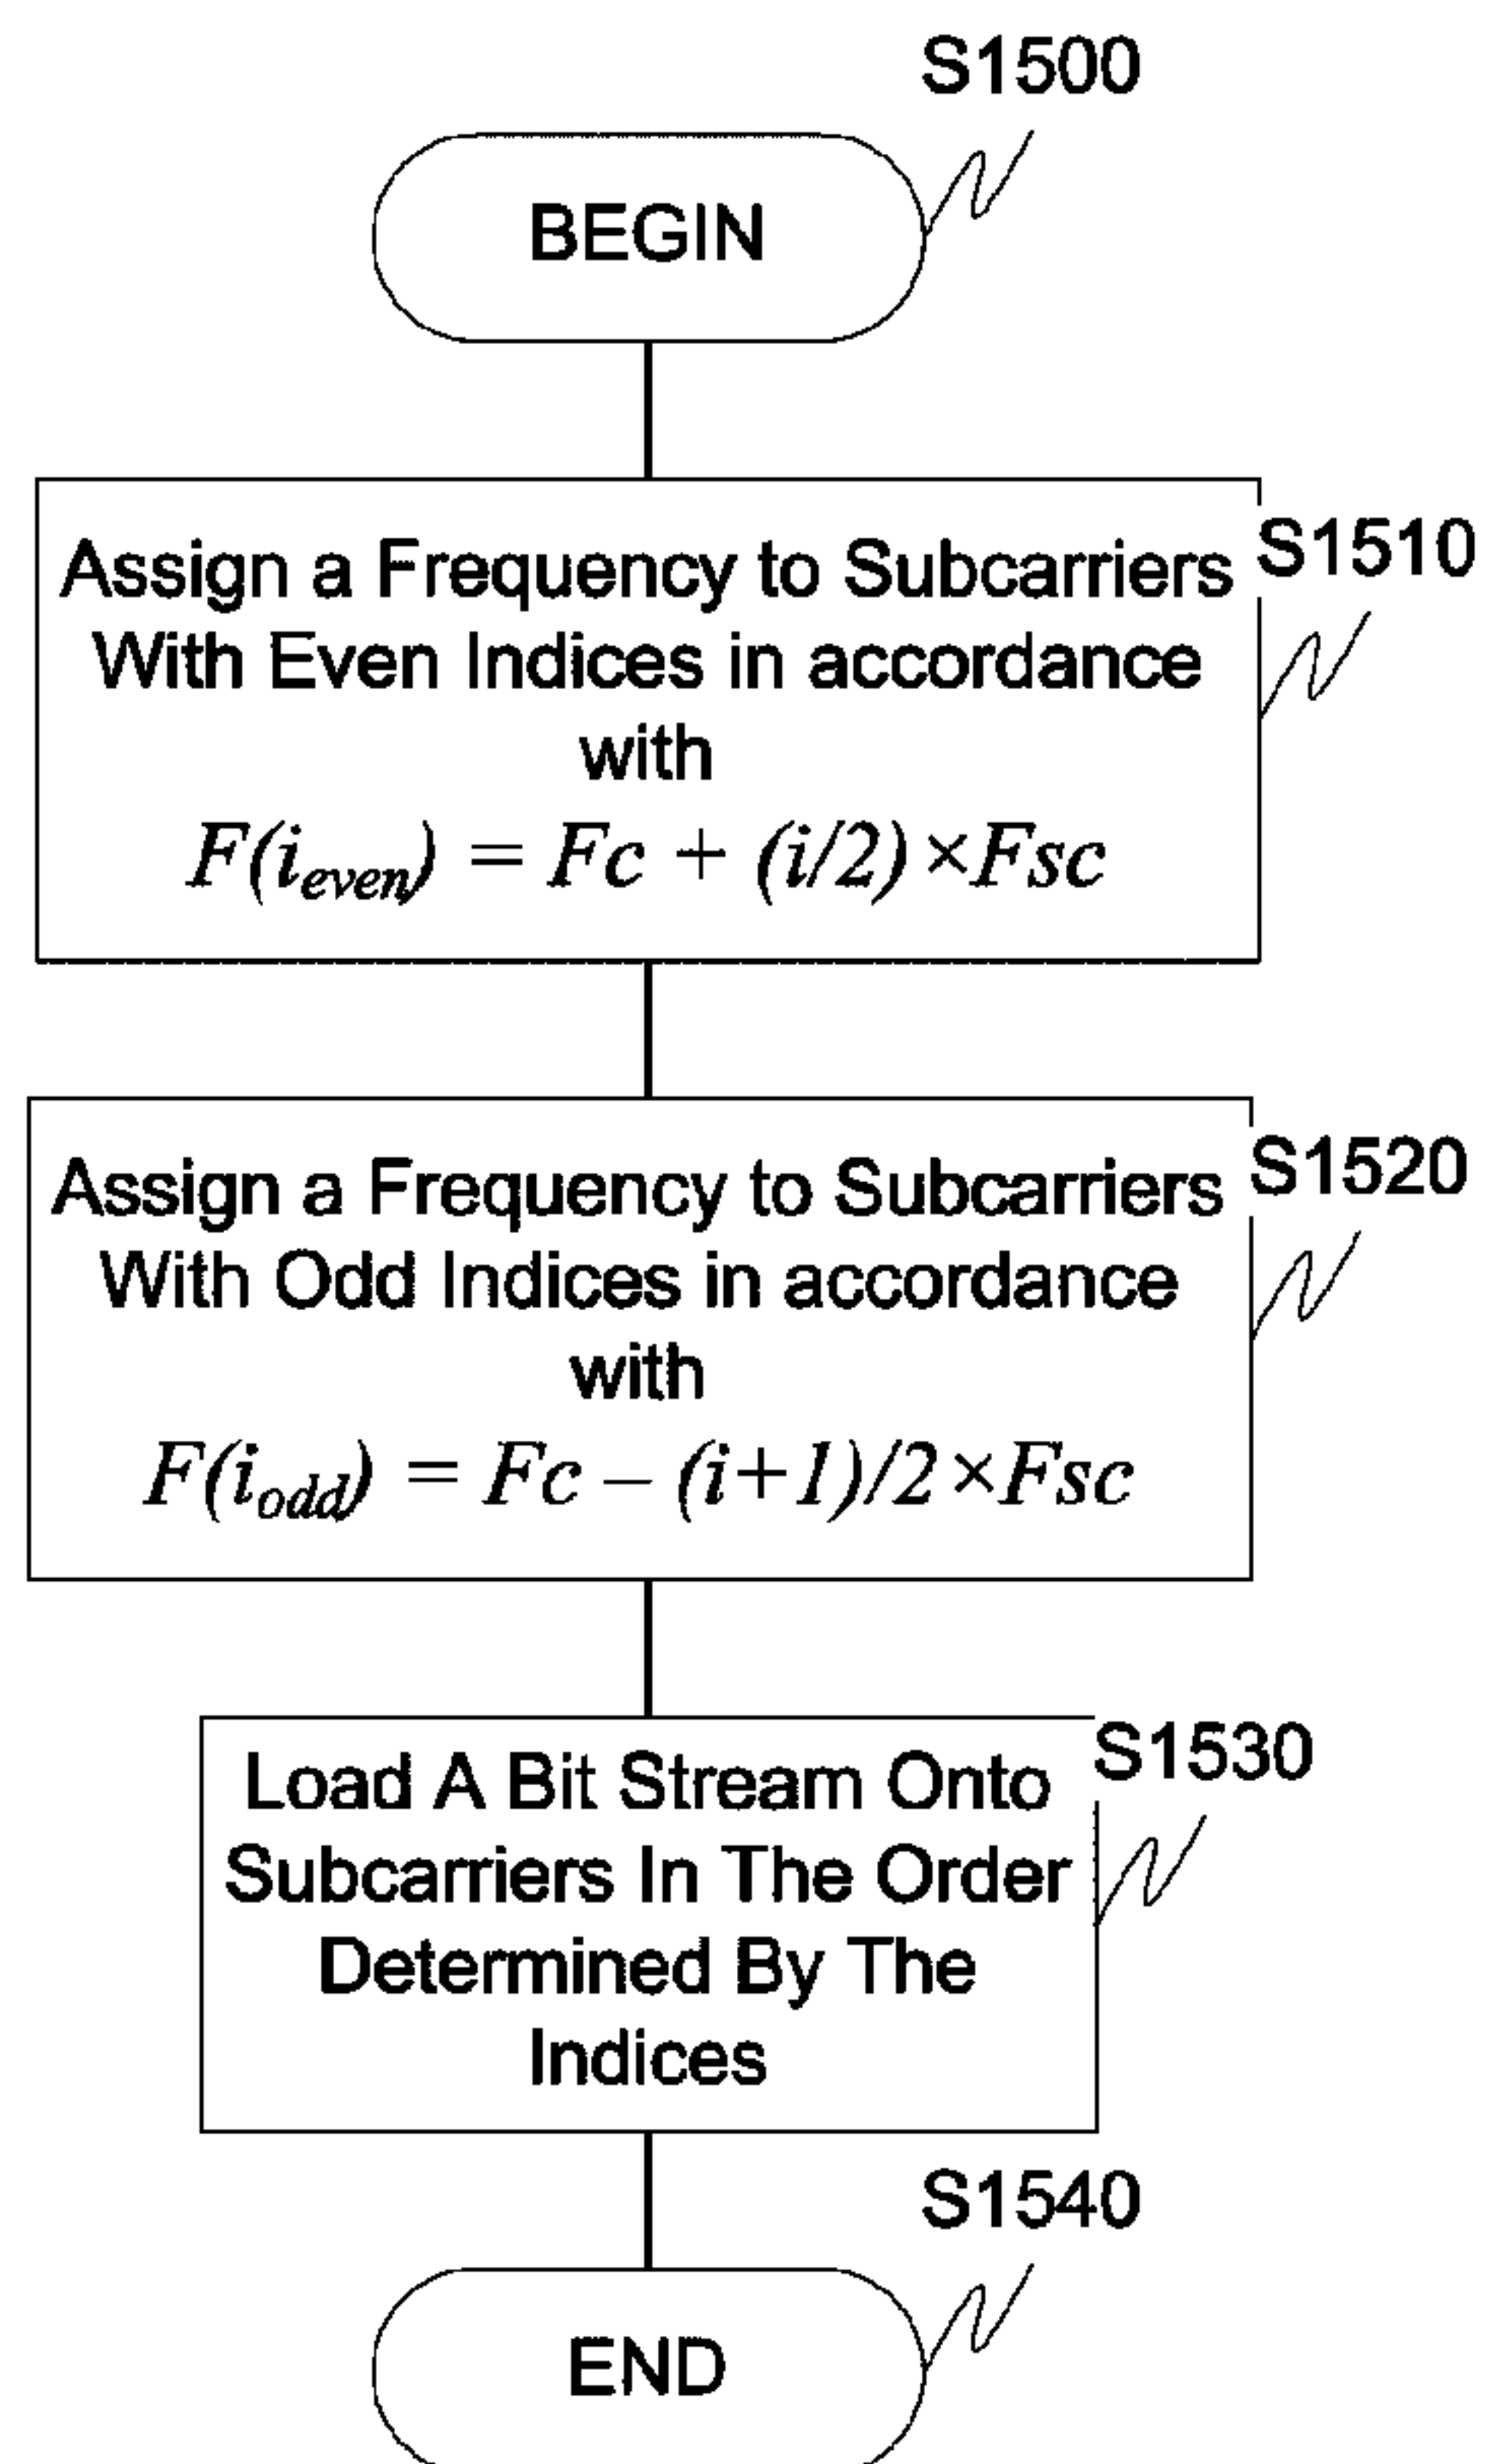 S1500
BEGIN
S1510
Assign a Frequency to Subcarriers
With Even Indices in accordance
with
F(i_even) = Fc + (i/2)×Fsc
S1520
Assign a Frequency to Subcarriers
With Odd Indices in accordance
with
F(i_odd) = Fc – (i+1)/2×Fsc
S1530
Load A Bit Stream Onto
Subcarriers In The Order
Determined By The
Indices
S1540
END